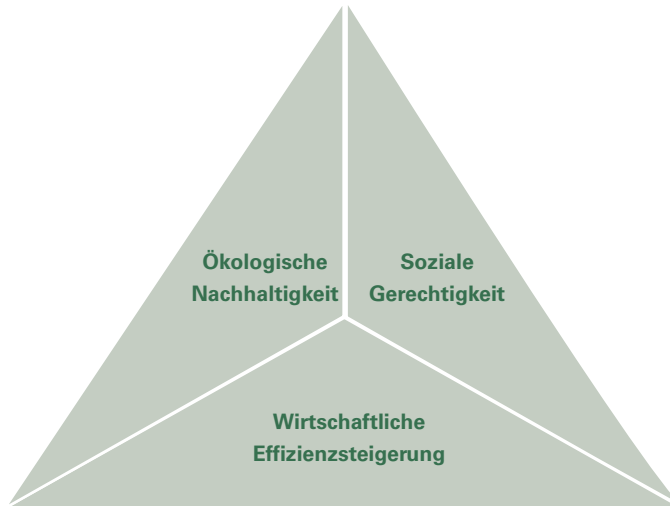 Ökologische
Nachhaltigkeit
Soziale
Gerechtigkeit
Wirtschaftliche
Effizienzsteigerung